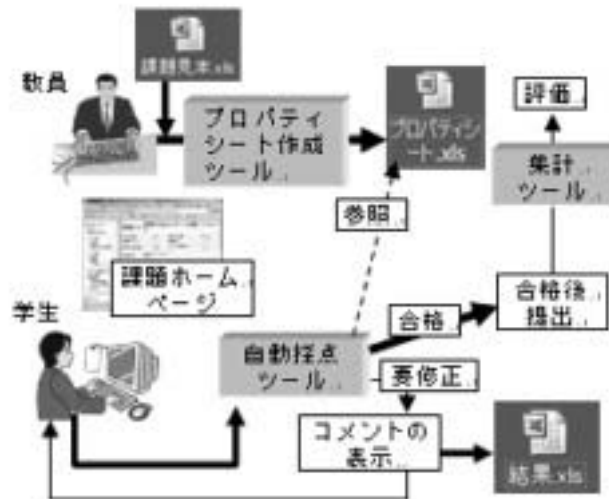 課題見本.xls
教員
プロパティ
シート作成
ツール
プロパティシ
ート.xls
評価
集計
ツール
参照
課題ホーム
ページ
学生
合格
合格後
提出
自動採点
ツール
要修正
コメントの
表示
結果.xls